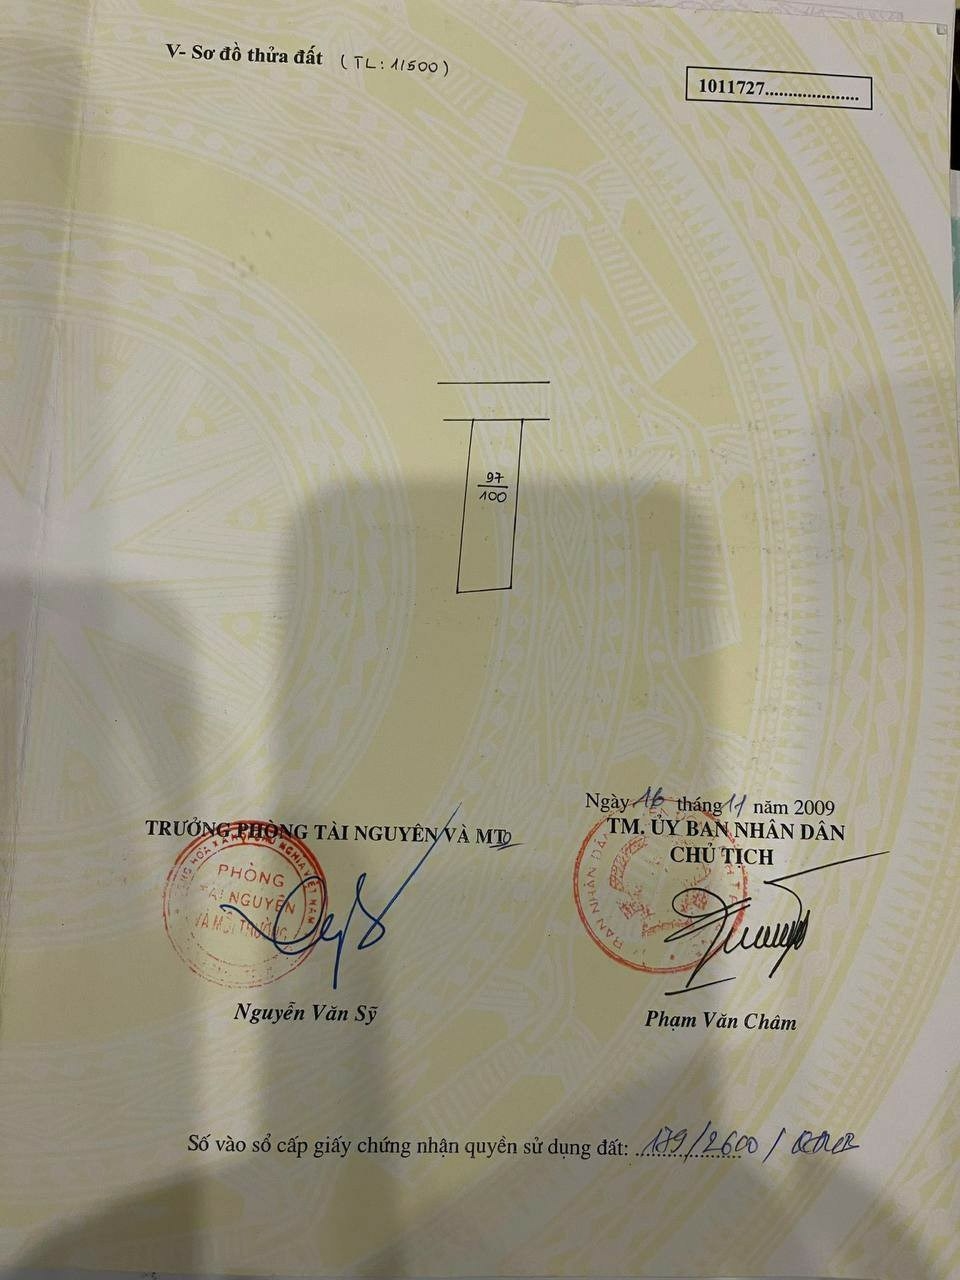 V- Sơ đồ thửa đất (TL: 1/500)
1011727....................
97
100
Ngày 16 tháng 11 năm 2009
TRƯỞNG PHÒNG TÀI NGUYÊN VÀ MT
TM. ỦY BAN NHÂN DÂN
CHỦ TỊCH
PHÒNG
TÀI NGUYÊN
VÀ MÔI TRƯỜNG
Nguyễn Văn Sỹ
Phạm Văn Châm
Số vào sổ cấp giấy chứng nhận quyền sử dụng đất: 179/2600/